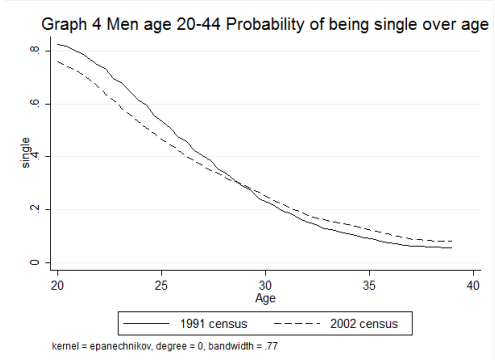 Graph 4 Men age 20-44 Probability of being single over age
single
.8
.6
.4
.2
0
20 25 30 35 40
Age
1991 census 2002 census
kernel = epanechnikov, degree = 0, bandwidth = .77